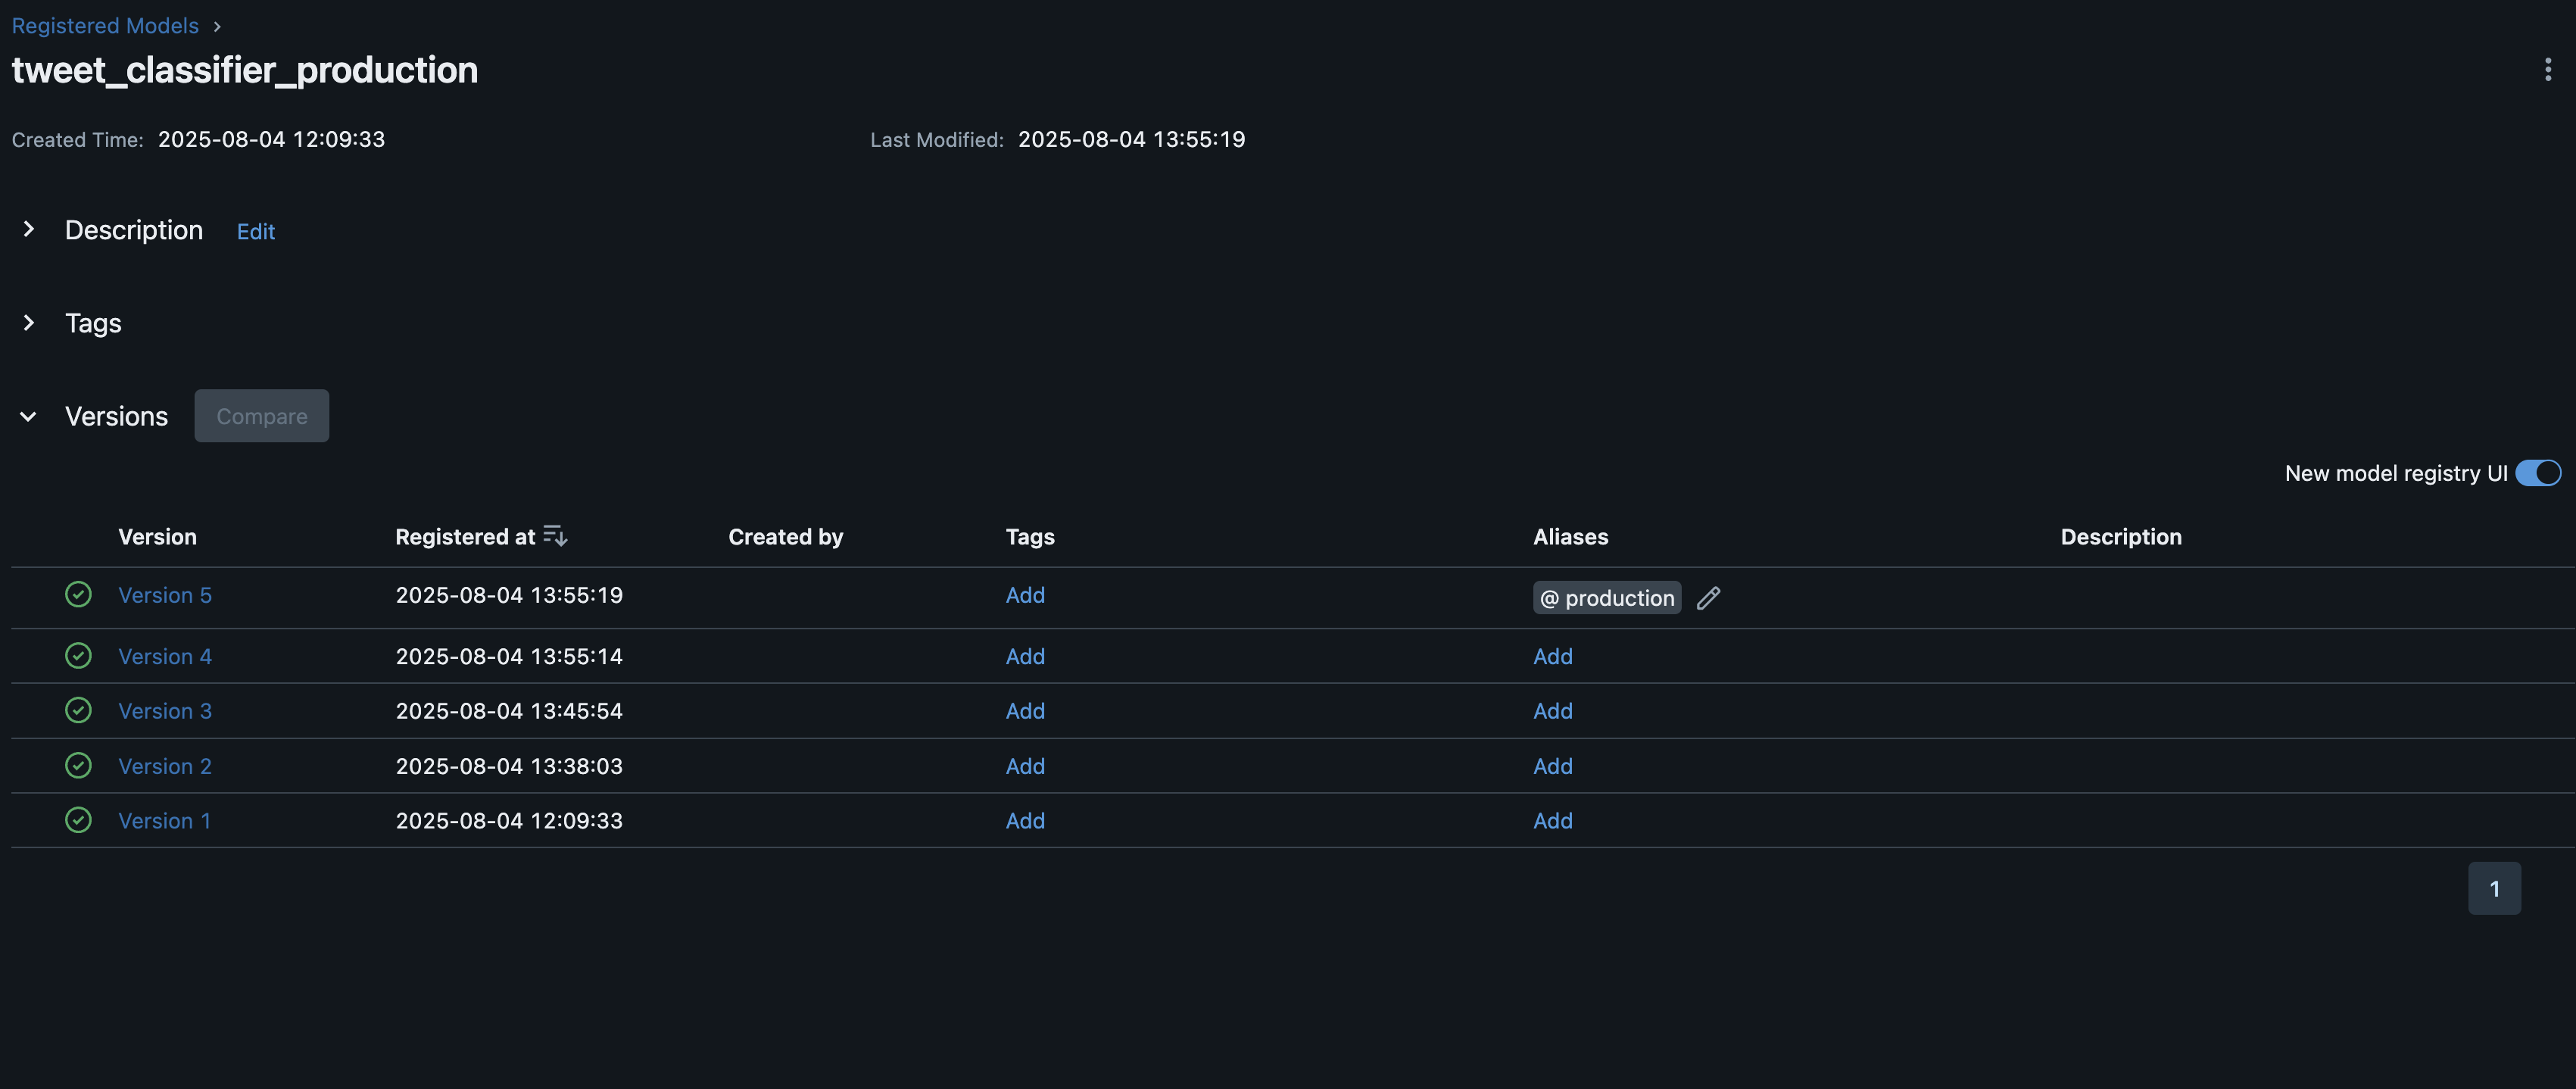 Registered Models
tweet_classifier_production
Created Time: 2025-08-04 12:09:33 Last Modified: 2025-08-04 13:55:19
Description Edit
Tags
Versions Compare
New model registry UI
Version Registered at Created by Tags Aliases Description
Version 5 2025-08-04 13:55:19 Add @ production
Version 4 2025-08-04 13:55:14 Add Add
Version 3 2025-08-04 13:45:54 Add Add
Version 2 2025-08-04 13:38:03 Add Add
Version 1 2025-08-04 12:09:33 Add Add
1